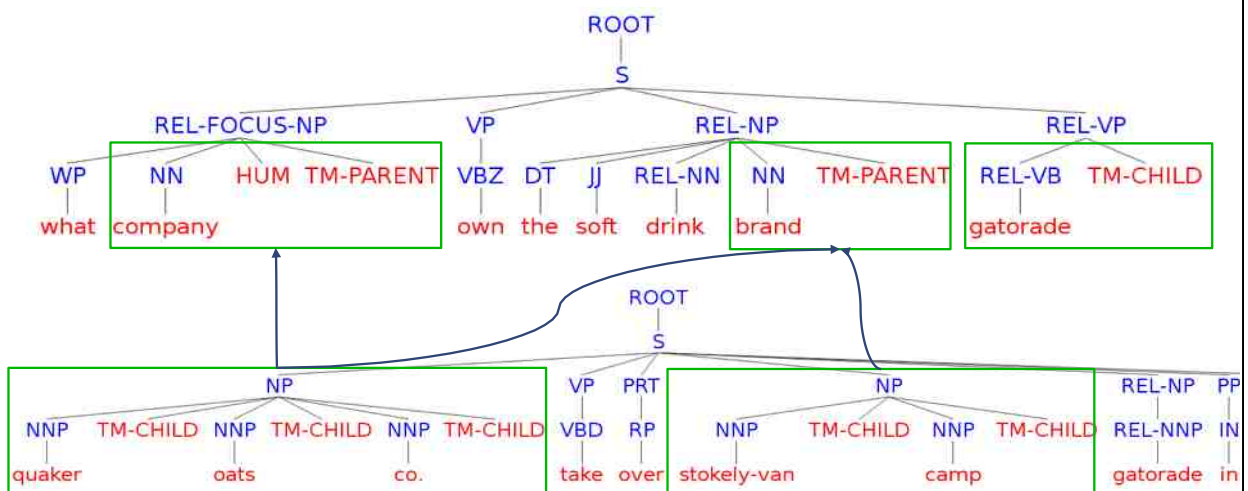 ROOT
S
REL-FOCUS-NP VP REL-NP REL-VP
WP NN HUM TM-PARENT VBZ DT JJ REL-NN NN TM-PARENT REL-VB TM-CHILD
what company own the soft drink brand gatorade
ROOT
S
NP VP PRT NP REL-NP PP
NNP TM-CHILD NNP TM-CHILD NNP TM-CHILD VBD RP NNP TM-CHILD NNP TM-CHILD REL-NNP IN
quaker oats co. take over stokely-van camp gatorade in